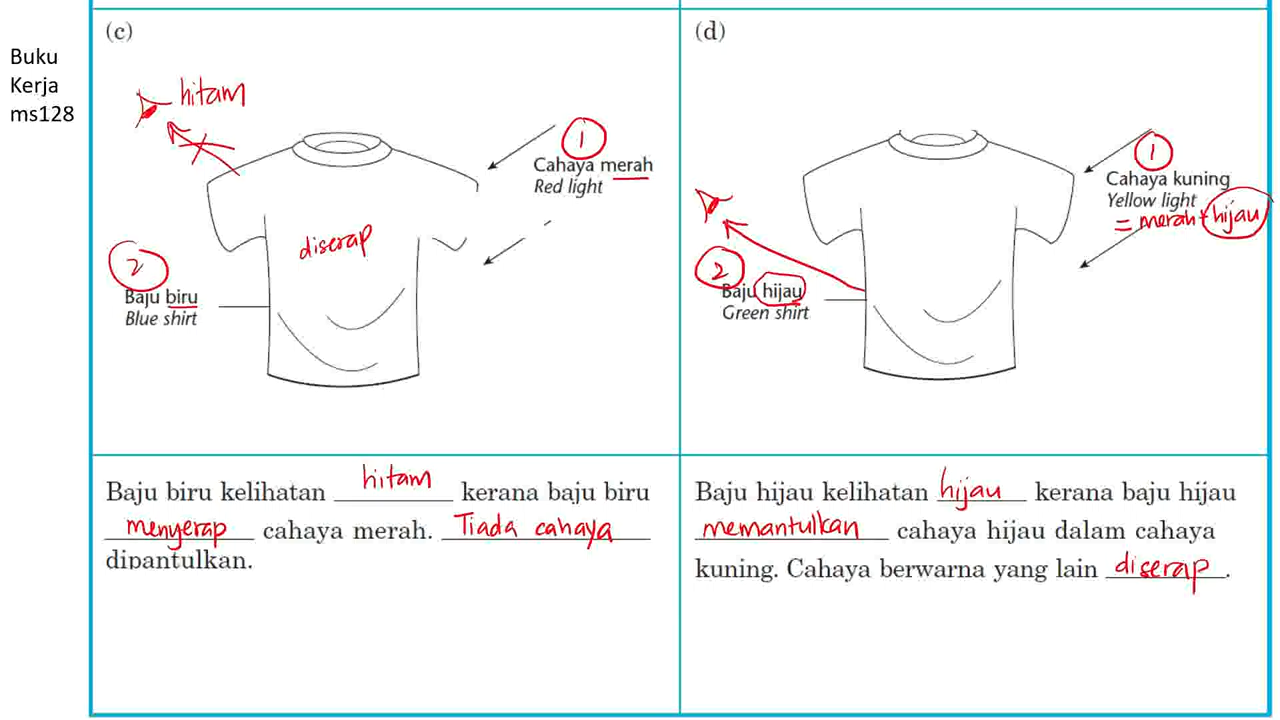 Buku
Kerja
ms128
(c)
hitam
1
Cahaya merah
Red light
diserap
2
Baju biru
Blue shirt
Baju biru kelihatan hitam kerana baju biru
menyerap cahaya merah. Tiada cahaya
dipantulkan.
(d)
1
Cahaya kuning
Yellow light
= merah + hijau
2
Baju hijau
Green shirt
Baju hijau kelihatan hijau kerana baju hijau
memantulkan cahaya hijau dalam cahaya
kuning. Cahaya berwarna yang lain diserap.